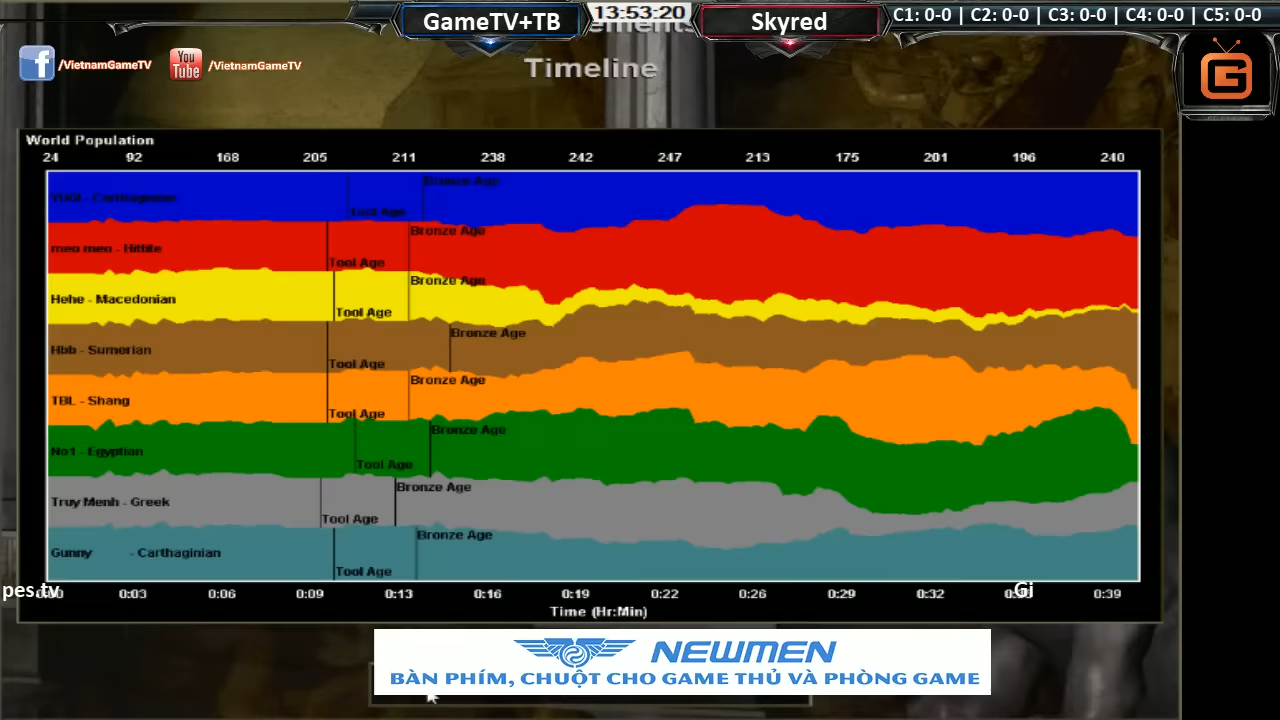 GameTV+TB
13:53:20
Skyred
C1: 0-0 | C2: 0-0 | C3: 0-0 | C4: 0-0 | C5: 0-0
/VietnamGameTV
You Tube
/VietnamGameTV
Timeline
World Population
24 92 168 205 211 238 242 247 213 175 201 196 240
YUGI - Carthaginian
Tool Age
Bronze Age
meo meo - Hittite
Tool Age
Bronze Age
Hehe - Macedonian
Tool Age
Bronze Age
Hbb - Sumerian
Tool Age
Bronze Age
TBL - Shang
Tool Age
Bronze Age
No1 - Egyptian
Tool Age
Bronze Age
Truy Menh - Greek
Tool Age
Bronze Age
Gunny - Carthaginian
Tool Age
Bronze Age
pes.tv
Gi
0:03 0:06 0:09 0:13 0:16 0:19 0:22 0:26 0:29 0:32 0:39
Time (Hr:Min)
NEWMEN
BÀN PHÍM, CHUỘT CHO GAME THỦ VÀ PHÒNG GAME